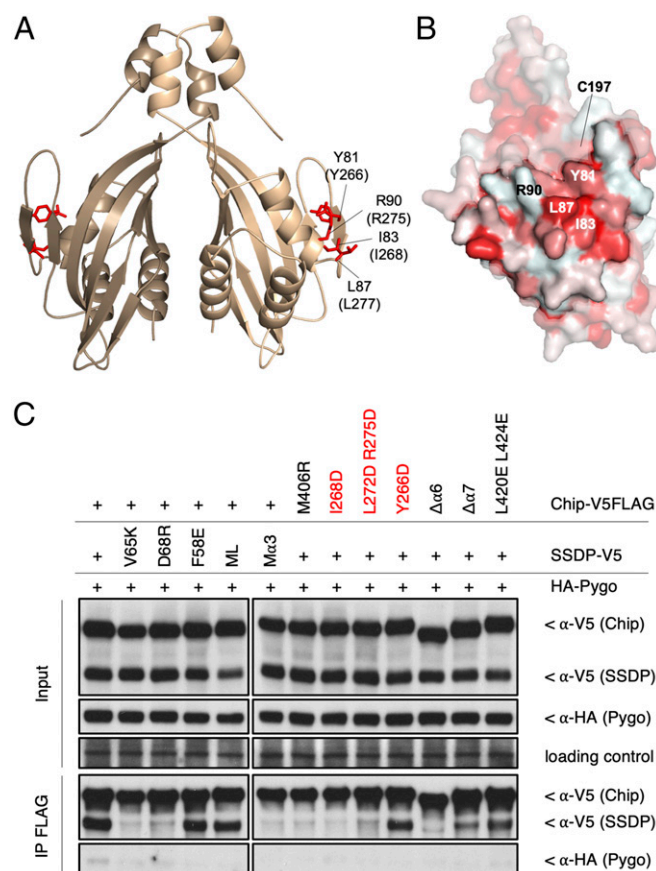 A
Y81
(Y266)
R90
(R275)
I83
(I268)
L87
(L277)
B
C197
Y81
R90
L87
I83
C
M406R
I268D
L272D R275D
Y266D
Δα6
Δα7
L420E L424E
+ + + + + + Chip-V5FLAG
+ V65K D68R F58E ML Mα3 + + + + + + + SSDP-V5
+ + + + + + + + + + + + + HA-Pygo
Input
< α-V5 (Chip)
< α-V5 (SSDP)
< α-HA (Pygo)
loading control
IP FLAG
< α-V5 (Chip)
< α-V5 (SSDP)
< α-HA (Pygo)